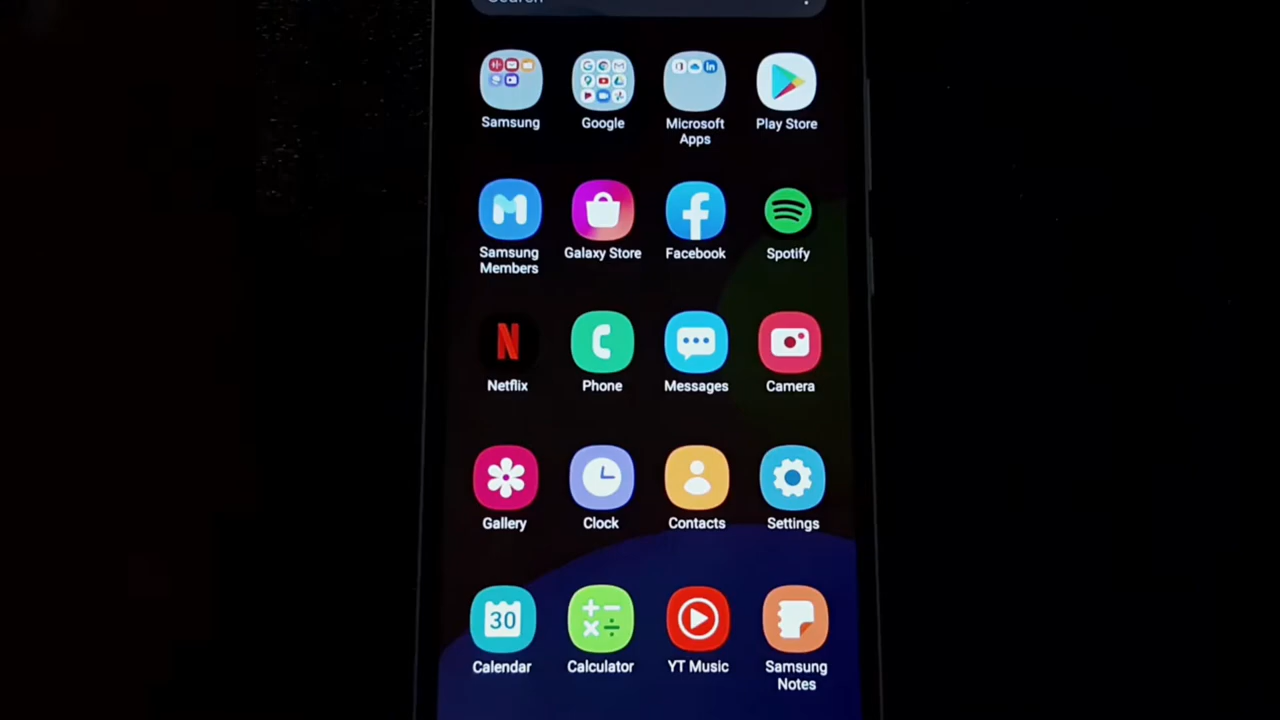 Search
Samsung Google Microsoft Apps Play Store
Samsung Members Galaxy Store Facebook Spotify
N
Netflix Phone Messages Camera
Gallery Clock Contacts Settings
30
Calendar Calculator YT Music Samsung Notes